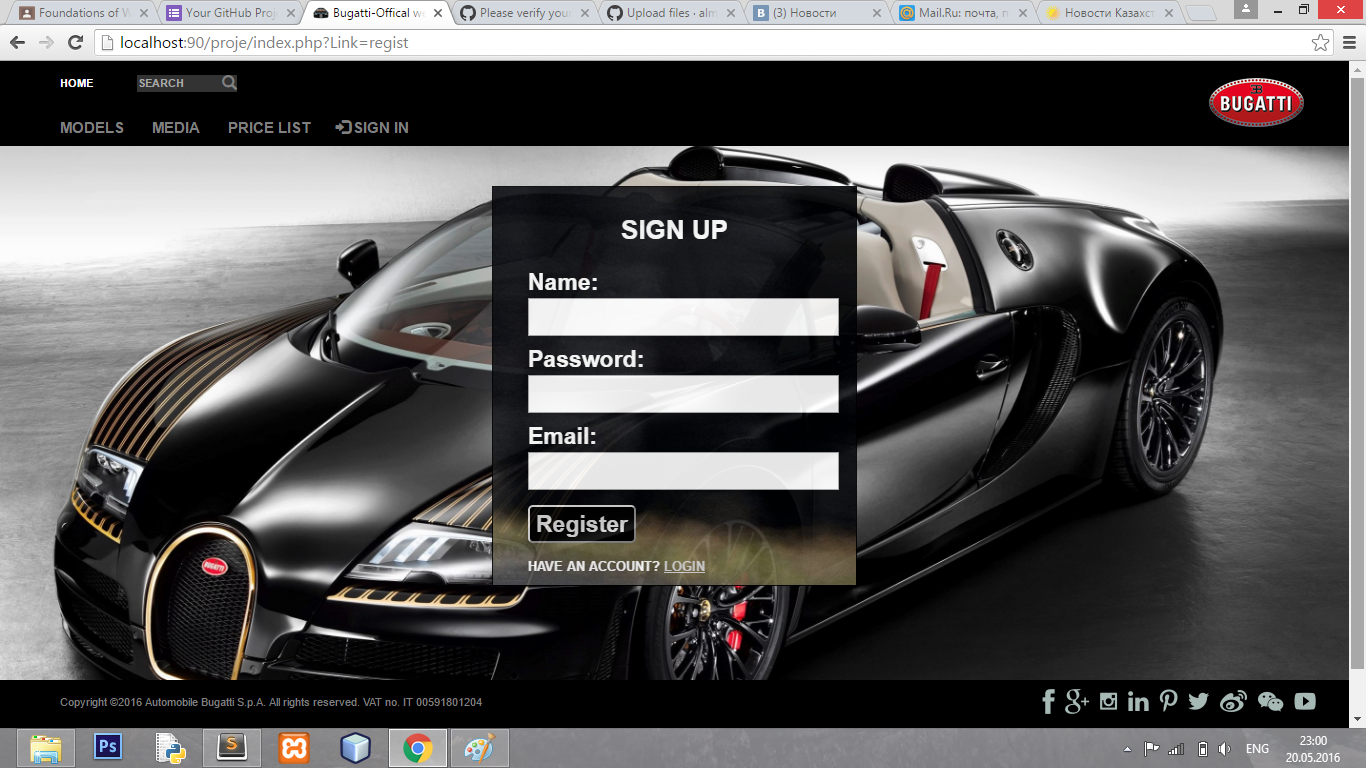 Foundations of W
Your GitHub Proj
Bugatti-Offical we
Please verify your
Upload files · alm
(3) Новости
Mail.Ru: почта, п
Новости Казахст
localhost:90/proje/index.php?Link=regist
HOME
SEARCH
BUGATTI
MODELS MEDIA PRICE LIST SIGN IN
SIGN UP
Name:
Password:
Email:
Register
HAVE AN ACCOUNT? LOGIN
BUGATTI
Copyright ©2016 Automobile Bugatti S.p.A. All rights reserved. VAT no. IT 00591801204
Ps
ENG
23:00
20.05.2016